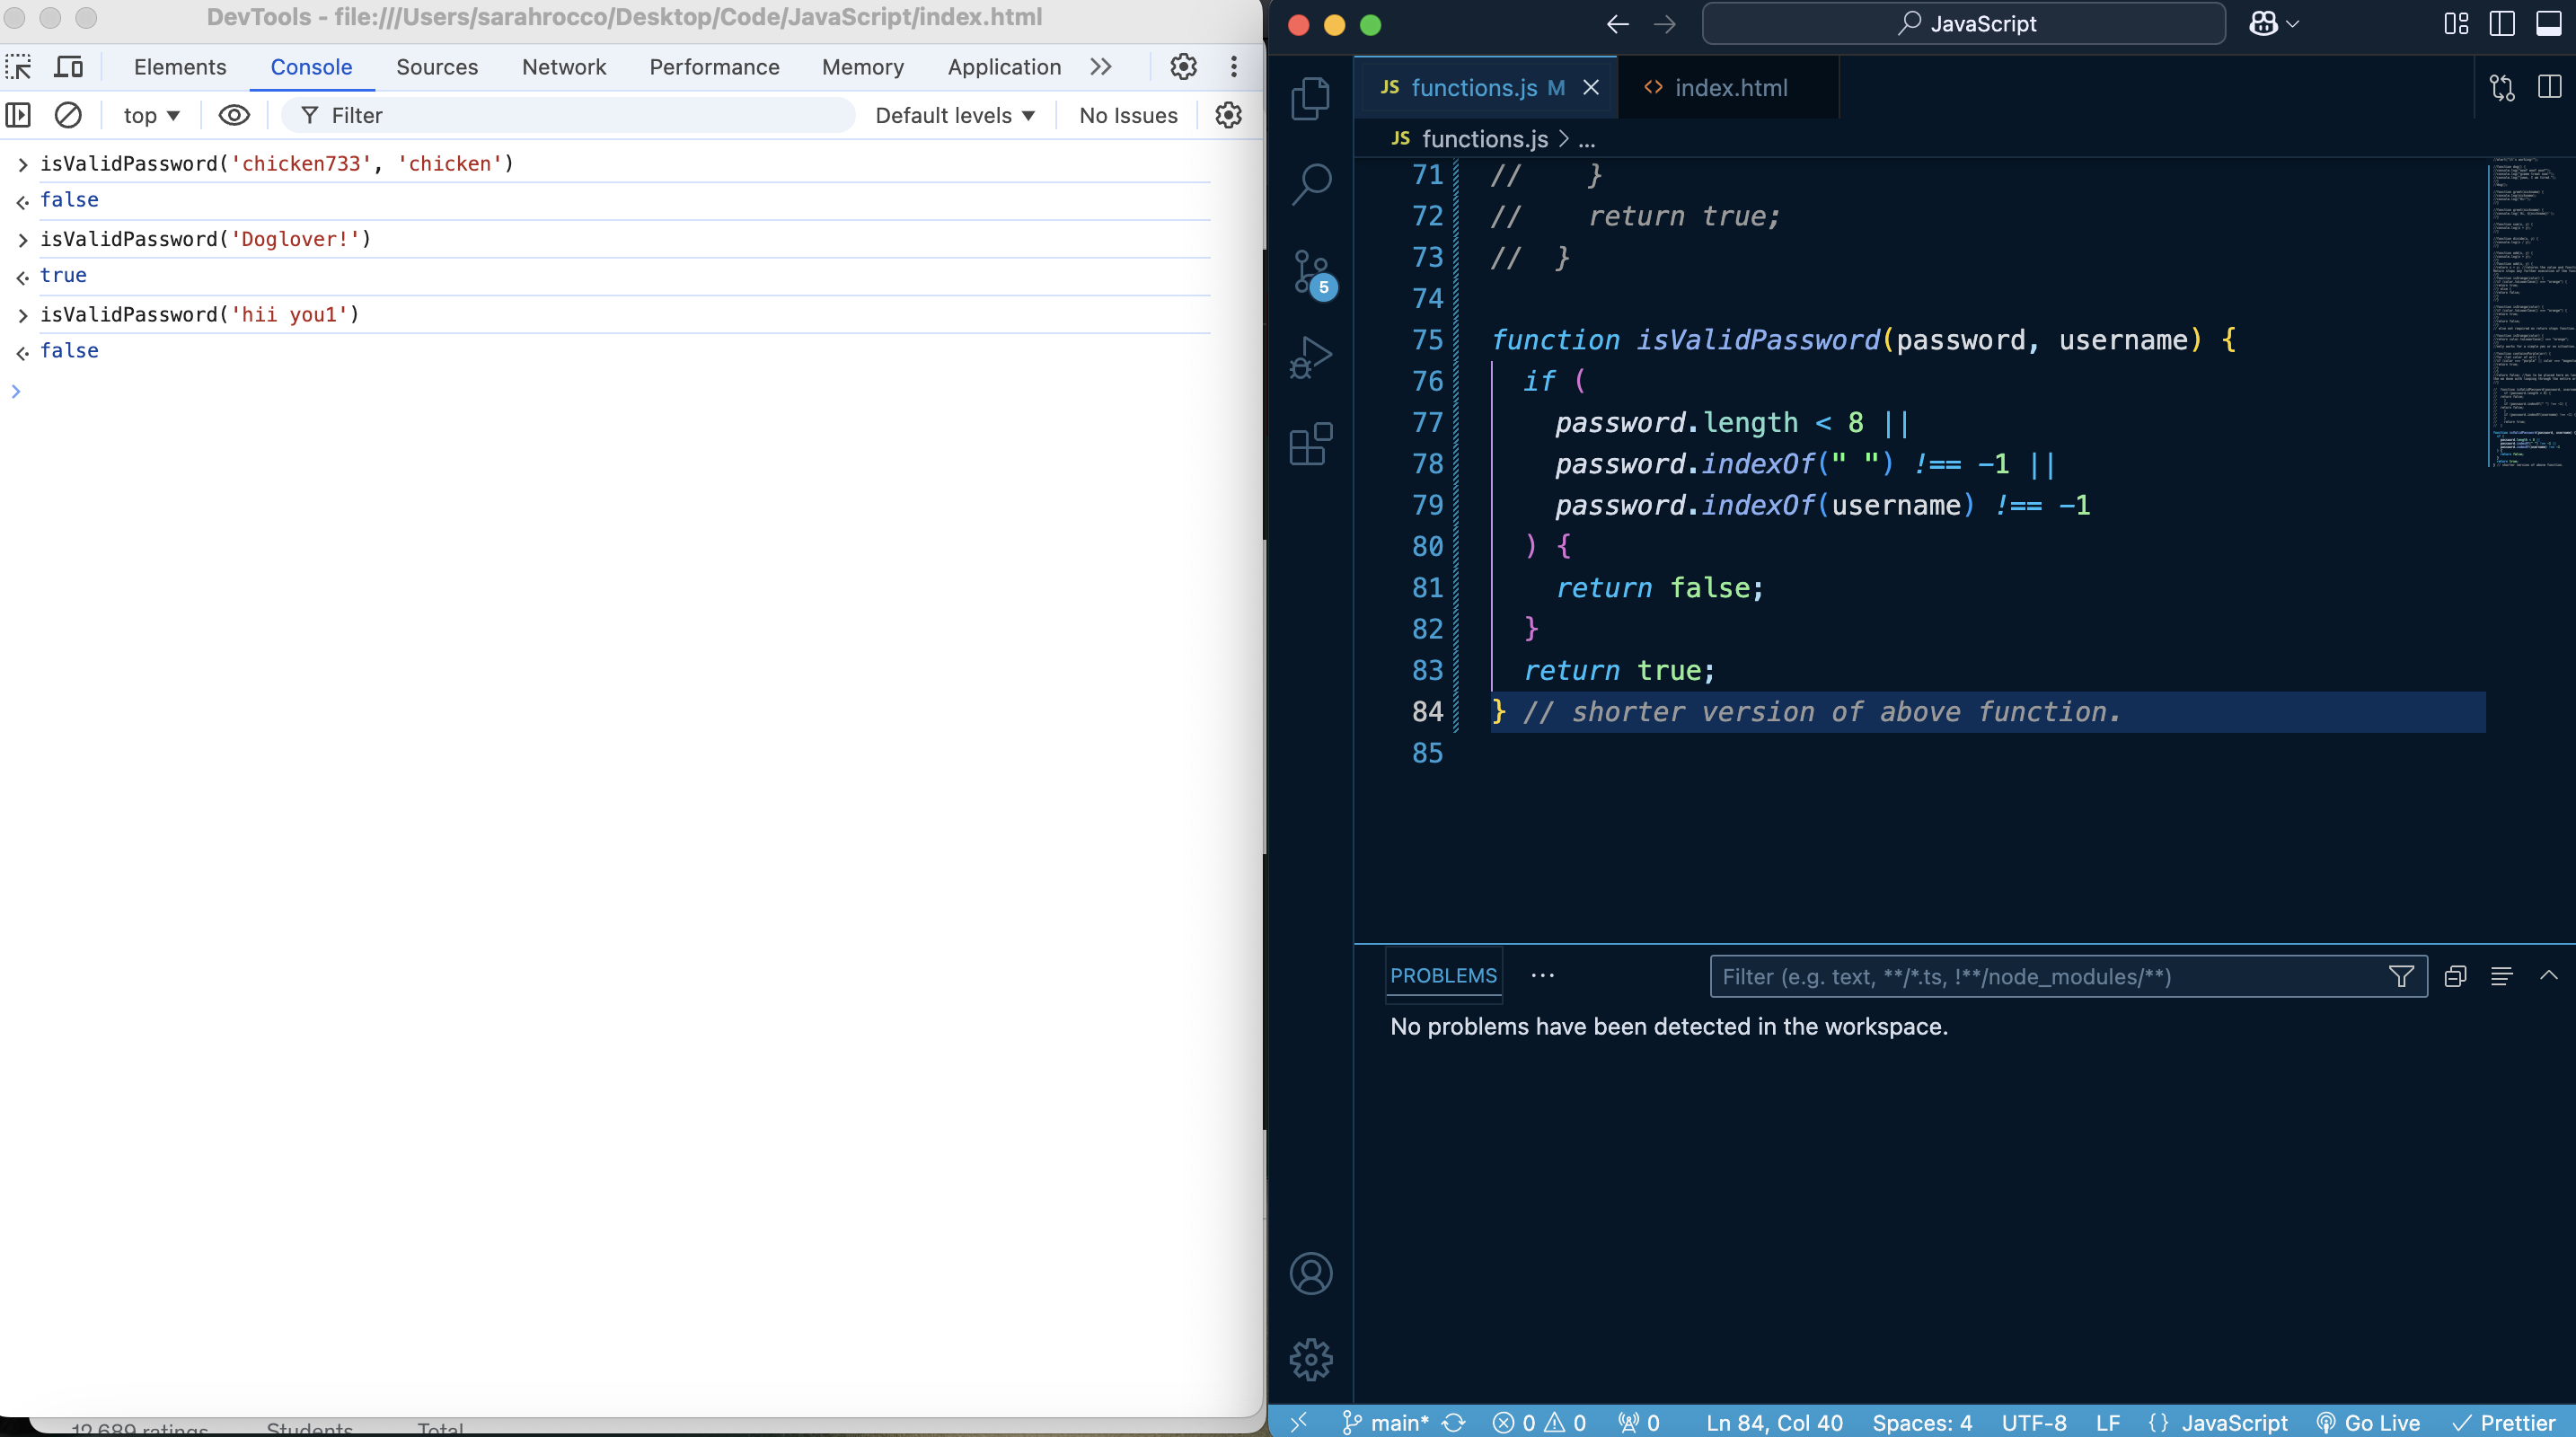 DevTools - file:///Users/sarahrocco/Desktop/Code/JavaScript/index.html
Elements Console Sources Network Performance Memory Application
top Filter Default levels No Issues
isValidPassword('chicken733', 'chicken')
false
isValidPassword('Doglover!')
true
isValidPassword('hii you1')
false
12,689 ratings Students Total
JavaScript
JS functions.js M index.html
JS functions.js > ...
5
71 // }
72 // return true;
73 // }
74
75 function isValidPassword(password, username) {
76 if (
77 password.length < 8 ||
78 password.indexOf(" ") !== -1 ||
79 password.indexOf(username) !== -1
80 ) {
81 return false;
82 }
83 return true;
84 } // shorter version of above function.
85
PROBLEMS ... Filter (e.g. text, **/*.ts, !**/node_modules/**)
No problems have been detected in the workspace.
main* 0 0 0 Ln 84, Col 40 Spaces: 4 UTF-8 LF {} JavaScript Go Live Prettier